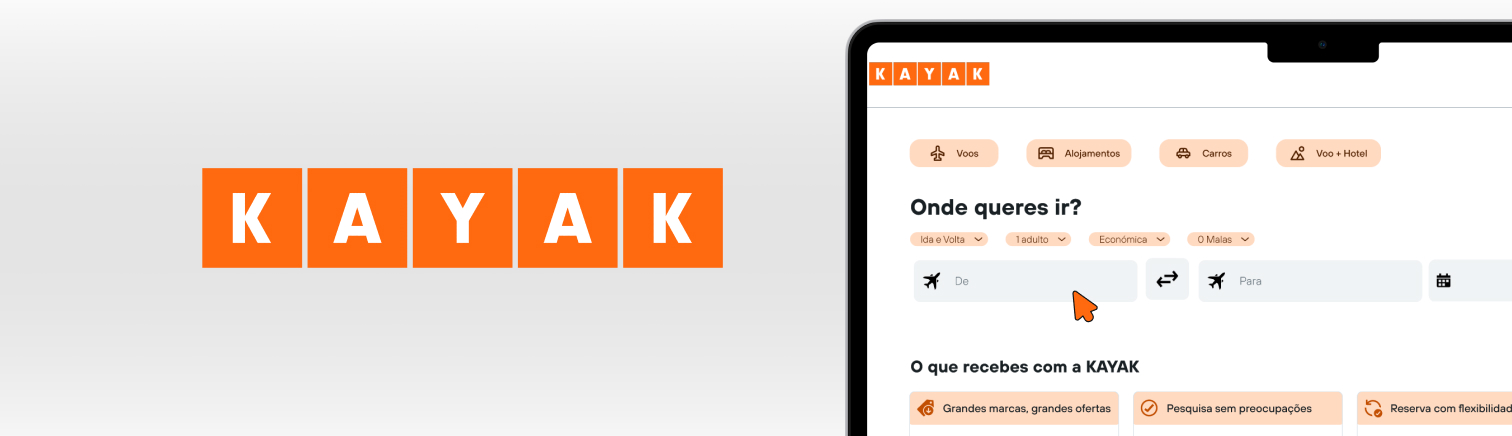 KAYAK
KAYAK
Voos
Alojamentos
Carros
Voo + Hotel
Onde queres ir?
Ida e Volta
1 adulto
Económica
0 Malas
De
Para
O que recebes com a KAYAK
Grandes marcas, grandes ofertas
Pesquisa sem preocupações
Reserva com flexibilidad